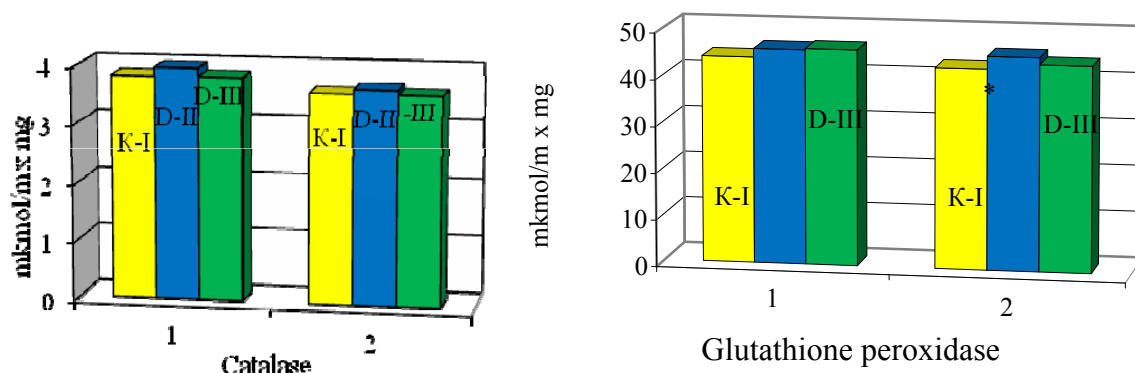 4
3
2
1
0
mkmol/mx mg
K-I
D-II
D-III
K-I
D-II
-III
1
2
Catalase
50
40
30
20
10
0
mkmol/m x mg
K-I
D-III
K-I
*
D-III
1
2
Glutathione peroxidase